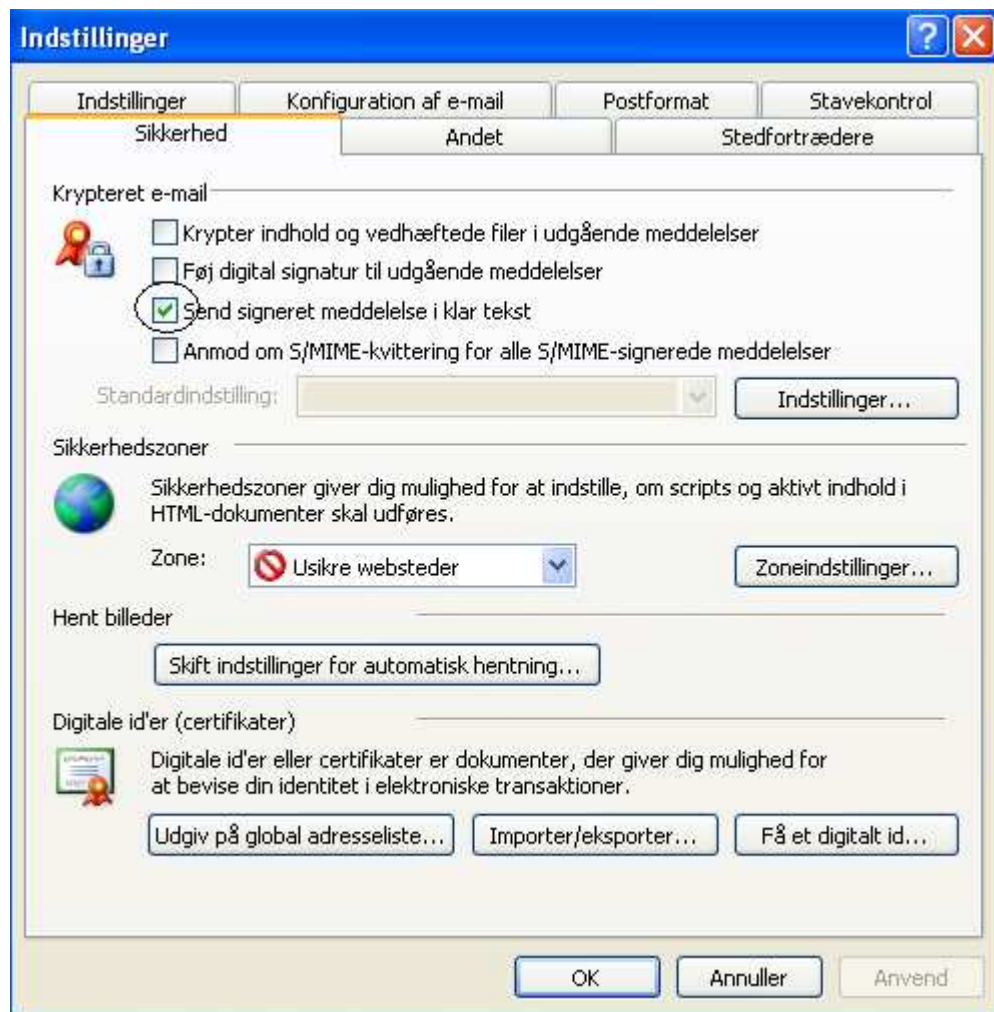 Indstillinger
Indstillinger Konfiguration af e-mail Postformat Stavekontrol
Sikkerhed Andet Stedfortrædere
Krypteret e-mail
Krypter indhold og vedhæftede filer i udgående meddelelser
Føj digital signatur til udgående meddelelser
Send signeret meddelelse i klar tekst
Anmod om S/MIME-kvittering for alle S/MIME-signerede meddelelser
Standardindstilling: Indstillinger...
Sikkerhedszoner
Sikkerhedszoner giver dig mulighed for at indstille, om scripts og aktivt indhold i
HTML-dokumenter skal udføres.
Zone: Usikre websteder Zoneindstillinger...
Hent billeder
Skift indstillinger for automatisk hentning...
Digitale id'er (certifikater)
Digitale id'er eller certifikater er dokumenter, der giver dig mulighed for
at bevise din identitet i elektroniske transaktioner.
Udgiv på global adresseliste... Importer/eksporter... Få et digitalt id...
OK Annuller Anvend